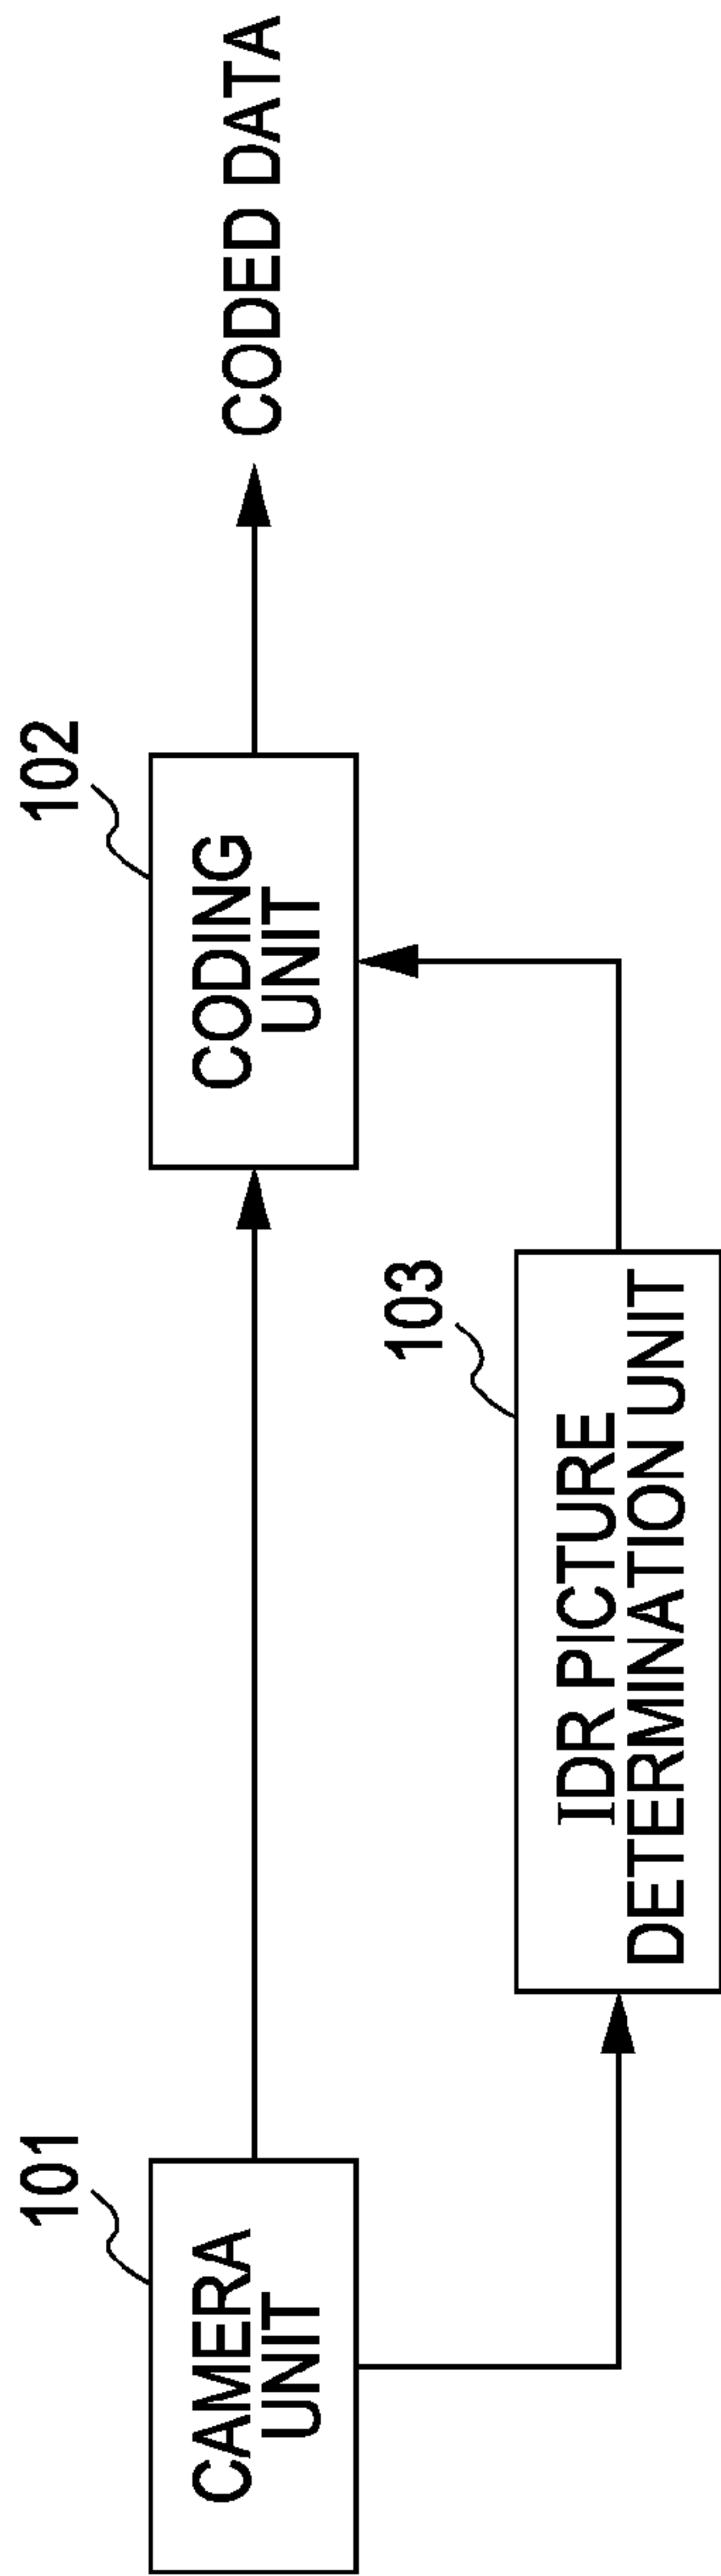 101
CAMERA
UNIT
102
CODING
UNIT
CODED DATA
103
IDR PICTURE
DETERMINATION UNIT